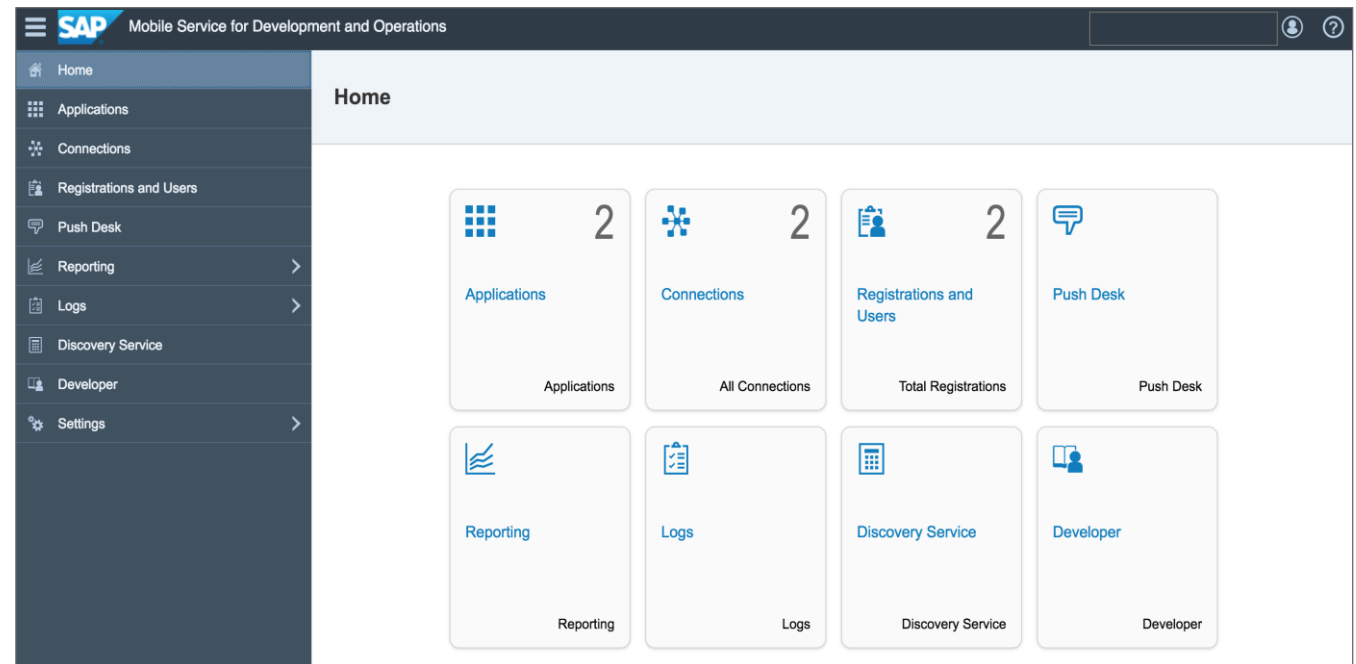 SAP Mobile Service for Development and Operations
Home
Applications
Connections
Registrations and Users
Push Desk
Reporting
Logs
Discovery Service
Developer
Settings
Home
2
Applications
Applications
2
Connections
All Connections
2
Registrations and
Users
Total Registrations
Push Desk
Push Desk
Reporting
Reporting
Logs
Logs
Discovery Service
Discovery Service
Developer
Developer